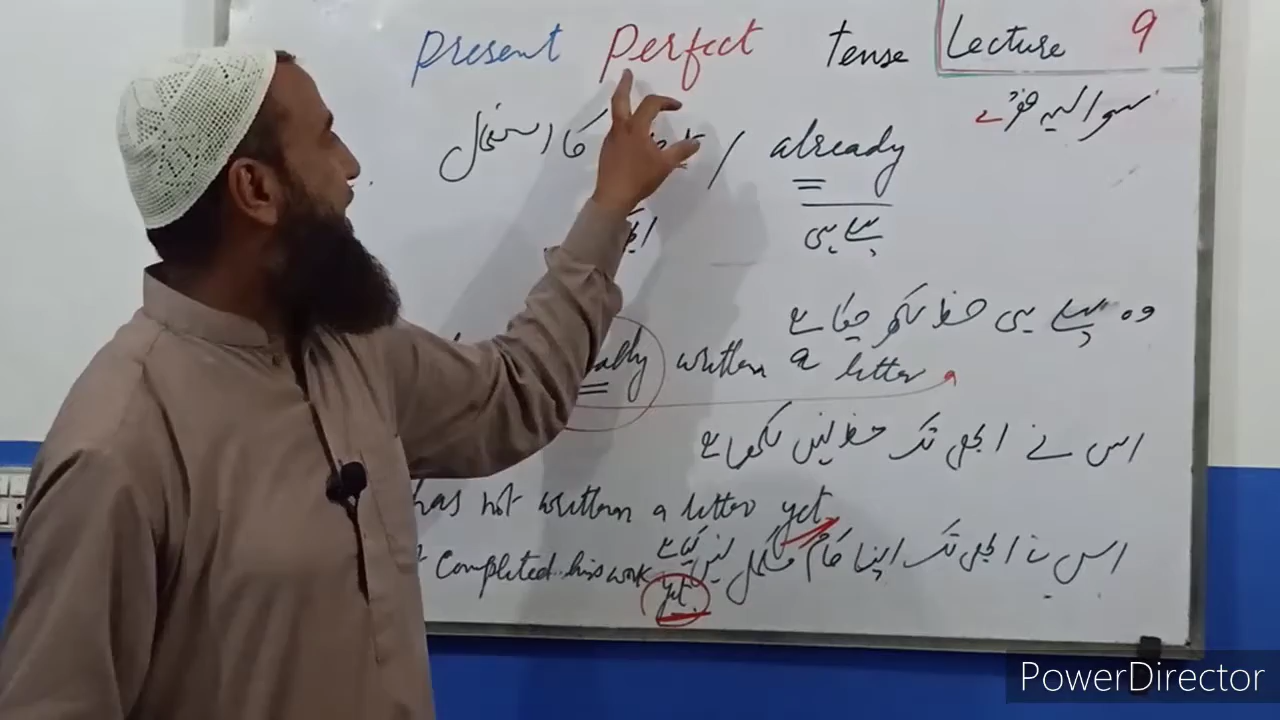 Present Perfect Tense Lecture 9
سوالیہ فقرے
already / کا استعمال
پہلے ہی
وہ پہلے ہی خط لکھ چکا ہے
written a letter
اس نے ابھی تک خط نہیں لکھا ہے
has not written a letter yet
اس نے ابھی تک اپنا کام مکمل نہیں کیا ہے
completed his work yet
PowerDirector